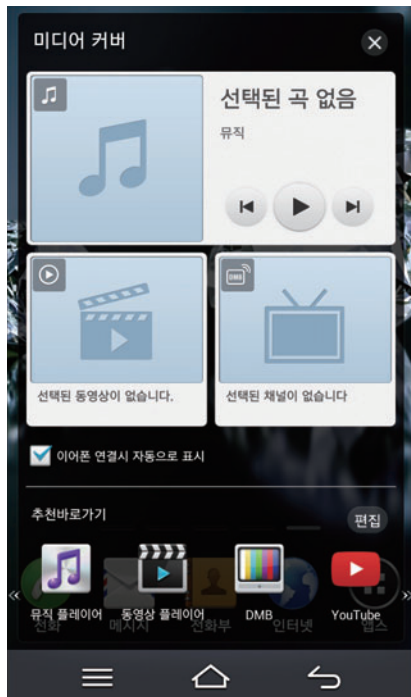 미디어 커버
선택된 곡 없음
뮤직
DMB
선택된 동영상이 없습니다.
선택된 채널이 없습니다
이어폰 연결시 자동으로 표시
추천바로가기
편집
뮤직 플레이어
동영상 플레이어
DMB
YouTube
전화
메시지
전화부
인터넷
앱스